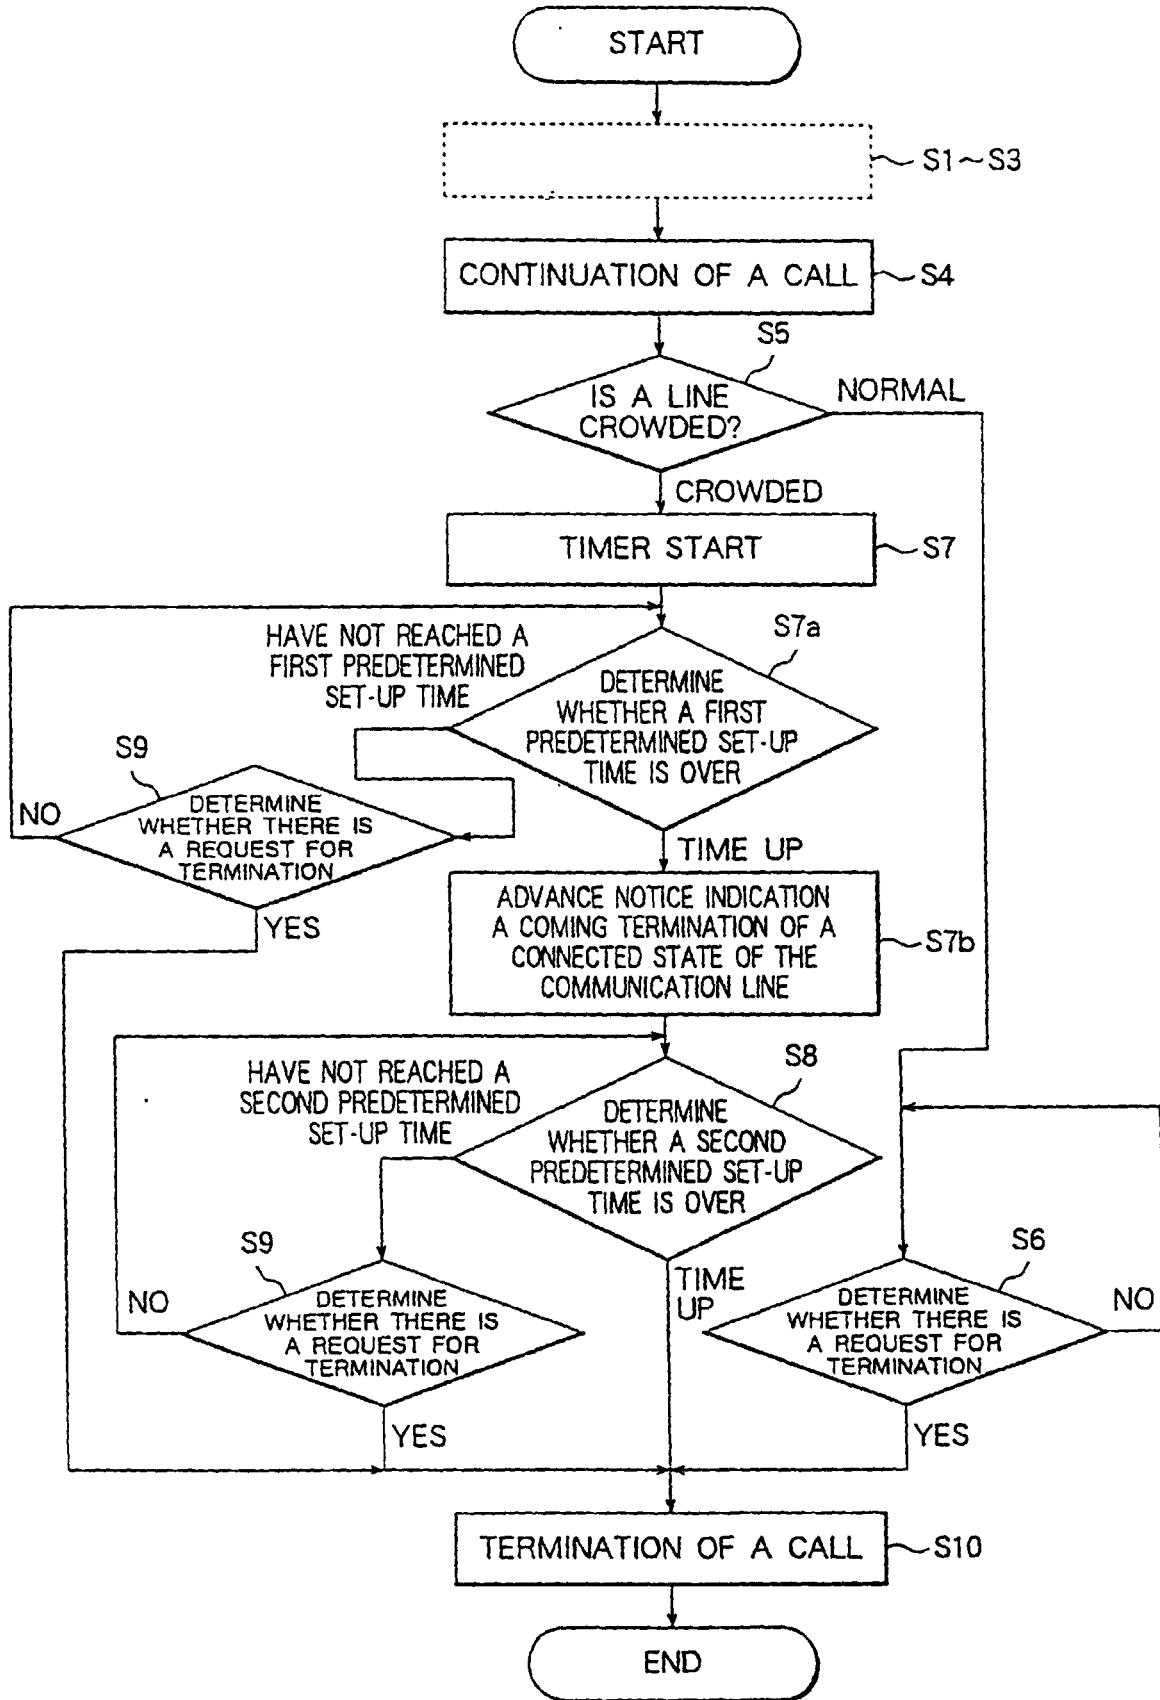 START
S1~S3
CONTINUATION OF A CALL
S4
S5
IS A LINE
CROWDED?
NORMAL
CROWDED
TIMER START
S7
HAVE NOT REACHED A
FIRST PREDETERMINED
SET-UP TIME
S7a
DETERMINE
WHETHER A FIRST
PREDETERMINED SET-UP
TIME IS OVER
S9
NO
DETERMINE
WHETHER THERE IS
A REQUEST FOR
TERMINATION
YES
TIME UP
ADVANCE NOTICE INDICATION
A COMING TERMINATION OF A
CONNECTED STATE OF THE
COMMUNICATION LINE
S7b
HAVE NOT REACHED A
SECOND PREDETERMINED
SET-UP TIME
S8
DETERMINE
WHETHER A SECOND
PREDETERMINED SET-UP
TIME IS OVER
S9
NO
DETERMINE
WHETHER THERE IS
A REQUEST FOR
TERMINATION
YES
TIME
UP
S6
DETERMINE
WHETHER THERE IS
A REQUEST FOR
TERMINATION
NO
YES
TERMINATION OF A CALL
S10
END